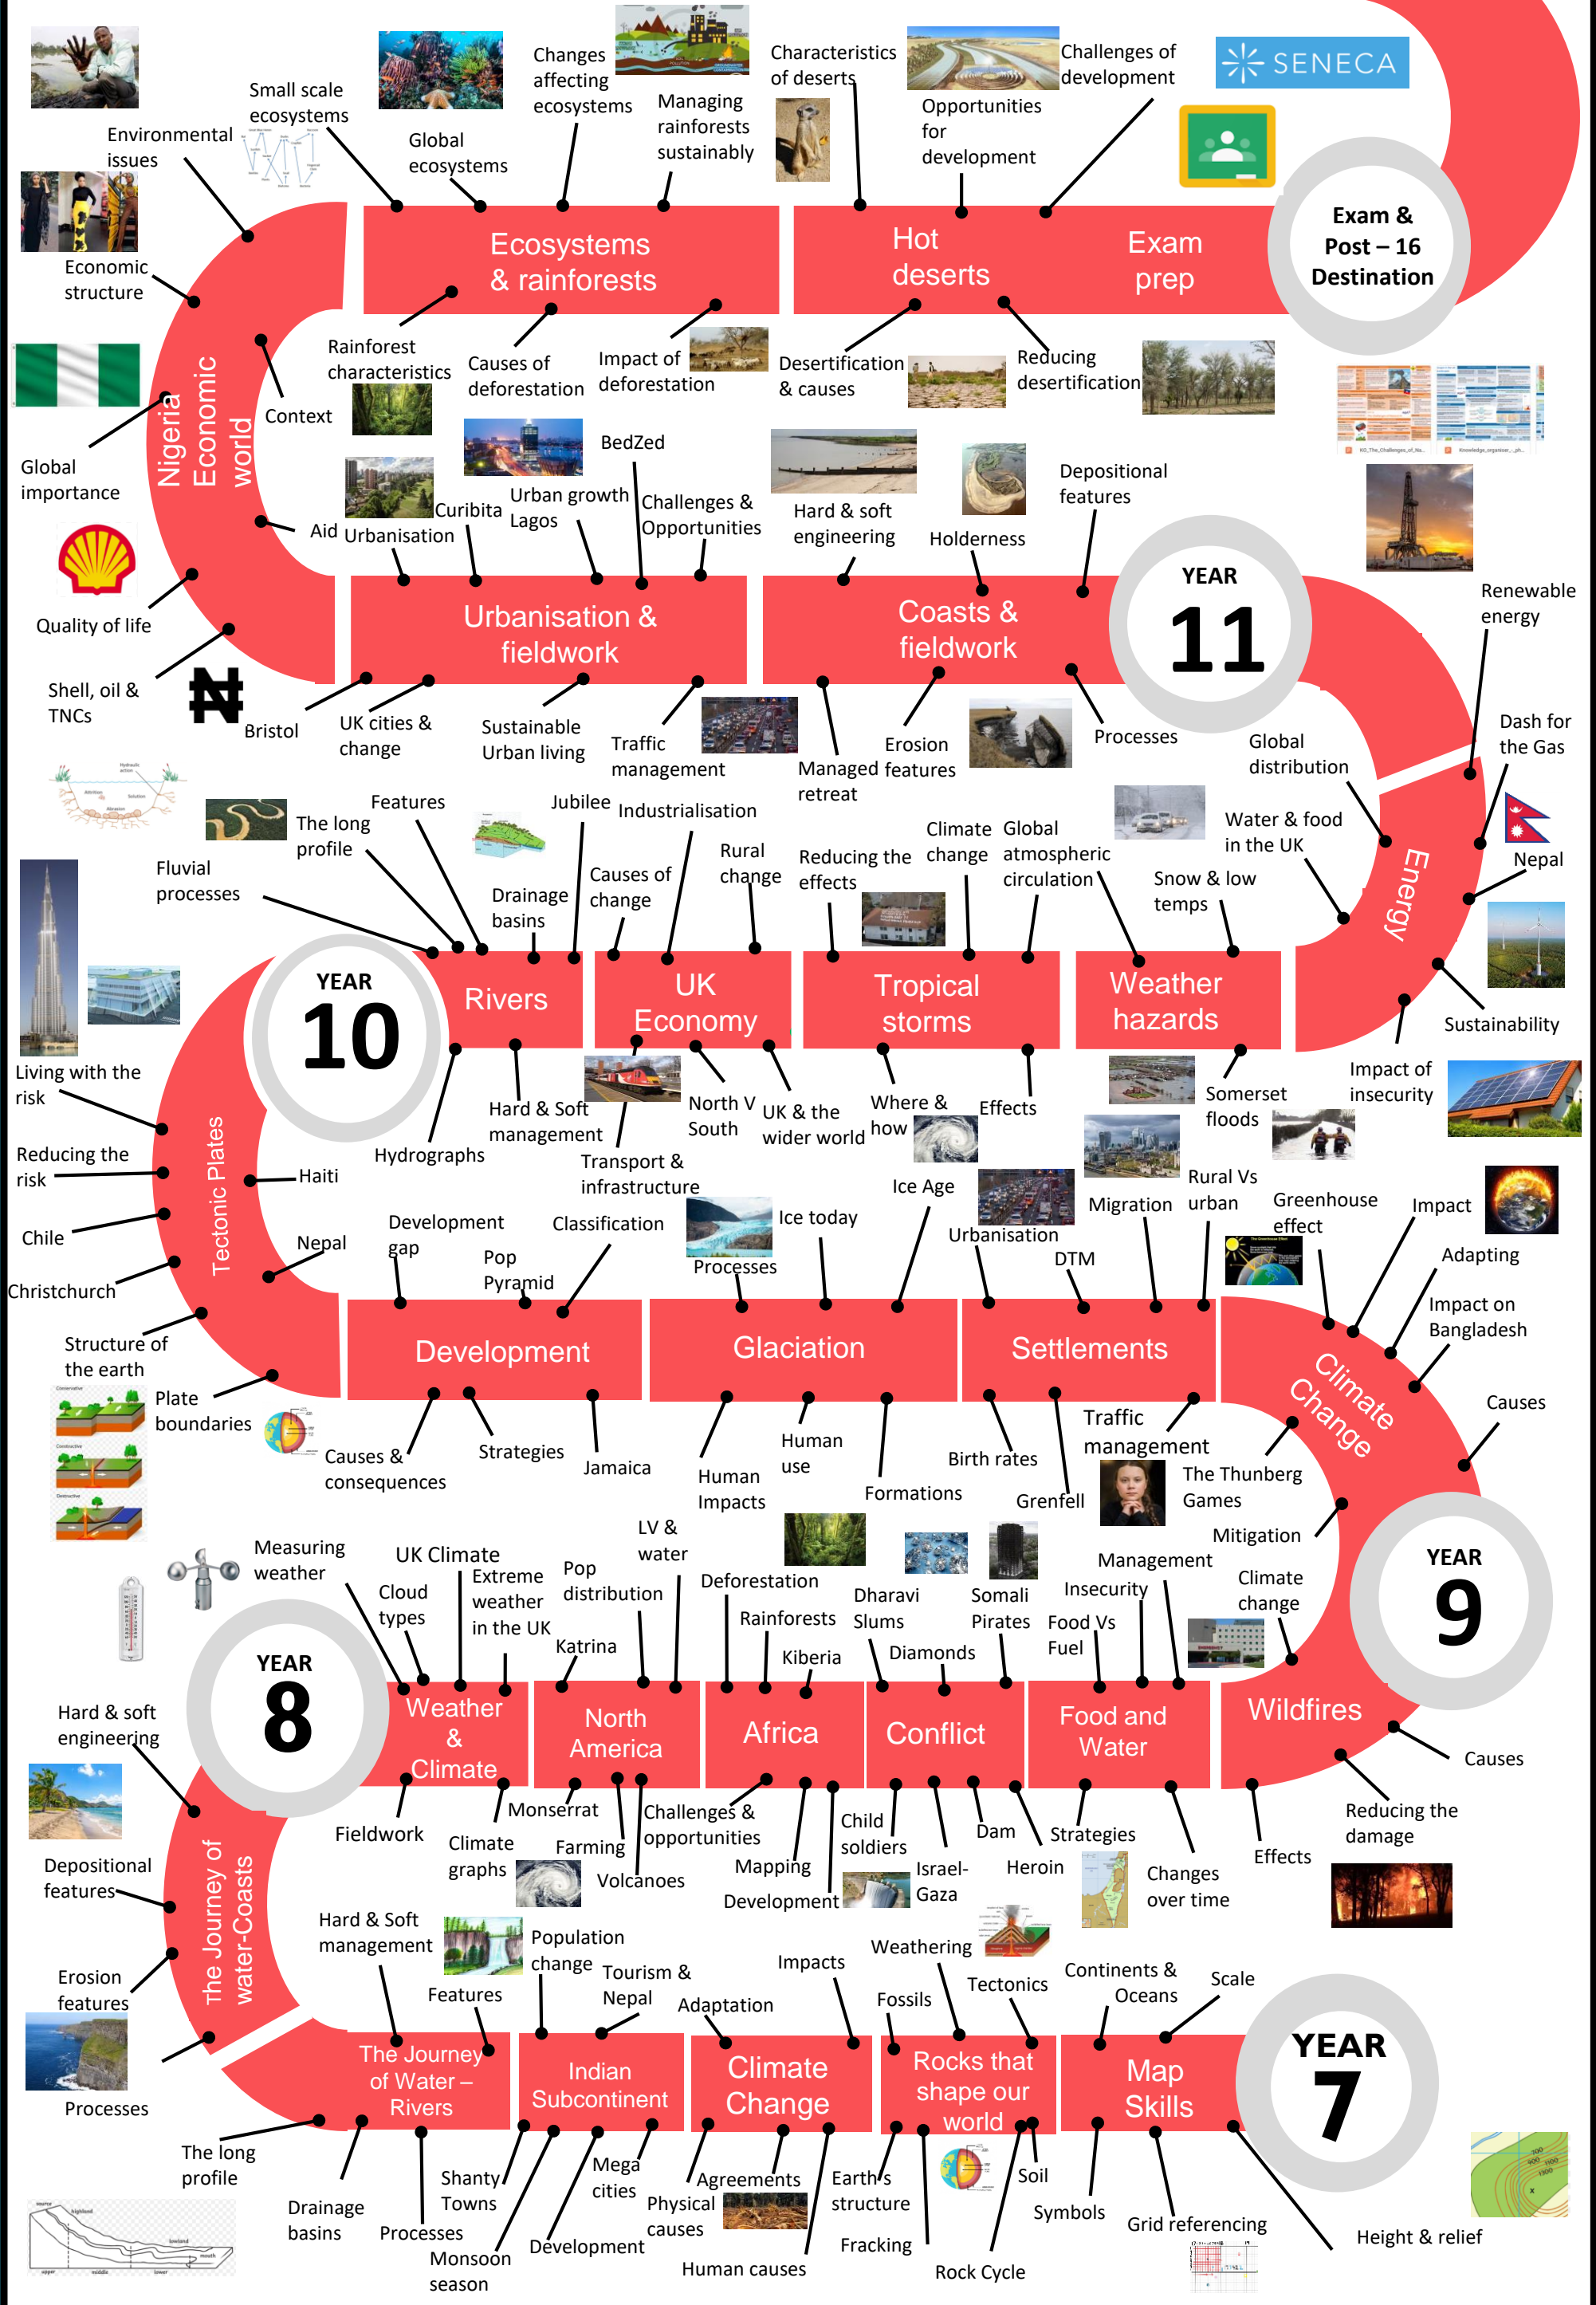 SENECA
Small scale
ecosystems
Global
ecosystems
Changes
affecting
ecosystems
Managing
rainforests
sustainably
Characteristics
of deserts
Opportunities
for
development
Challenges of
development
Environmental
issues
Economic
structure
Ecosystems
& rainforests
Hot
deserts
Exam
prep
Exam &
Post – 16
Destination
Rainforest
characteristics
Causes of
deforestation
Impact of
deforestation
Desertification
& causes
Reducing
desertification
Context
Nigeria
Economic
world
Global
importance
Aid
Quality of life
Shell, oil &
TNCs
Urbanisation
Curibita
Urban growth
Lagos
BedZed
Challenges &
Opportunities
Hard & soft
engineering
Holderness
Depositional
features
Urbanisation &
fieldwork
Coasts &
fieldwork
YEAR
11
Bristol
UK cities &
change
Sustainable
Urban living
Traffic
management
Managed
retreat
Erosion
features
Processes
Renewable
energy
Dash for
the Gas
Nepal
Global
distribution
Water & food
in the UK
Energy
Sustainability
Impact of
insecurity
Hydraulic
action
Attrition
Solution
Abrasion
Fluvial
processes
The long
profile
Features
Drainage
basins
Jubilee
Industrialisation
Causes of
change
Rural
change
Reducing the
effects
Climate
change
Global
atmospheric
circulation
Snow & low
temps
YEAR
10
Rivers
UK
Economy
Tropical
storms
Weather
hazards
Hydrographs
Hard & Soft
management
Transport &
infrastructure
North V
South
UK & the
wider world
Where &
how
Effects
Somerset
floods
Living with the
risk
Reducing the
risk
Chile
Christchurch
Structure of
the earth
Plate
boundaries
Haiti
Nepal
Tectonic Plates
Conservative
Constructive
Destructive
Development
gap
Pop
Pyramid
Classification
Processes
Ice today
Ice Age
Urbanisation
DTM
Migration
Rural Vs
urban
Greenhouse
effect
The Greenhouse Effect
Impact
Adapting
Impact on
Bangladesh
Causes
Development
Glaciation
Settlements
Climate
Change
Causes &
consequences
Strategies
Jamaica
Human
Impacts
Human
use
Formations
Birth rates
Grenfell
Traffic
management
The Thunberg
Games
Mitigation
YEAR
9
Measuring
weather
Cloud
types
UK Climate
Extreme
weather
in the UK
Katrina
Pop
distribution
LV &
water
Deforestation
Rainforests
Kiberia
Dharavi
Slums
Diamonds
Somali
Pirates
Food Vs
Fuel
Insecurity
Management
Climate
change
YEAR
8
Weather
&
Climate
North
America
Africa
Conflict
Food and
Water
Wildfires
Causes
Reducing the
damage
Effects
Fieldwork
Climate
graphs
Monserrat
Farming
Volcanoes
Challenges &
opportunities
Mapping
Development
Child
soldiers
Israel-
Gaza
Dam
Heroin
Strategies
Changes
over time
Hard & soft
engineering
Depositional
features
Erosion
features
Processes
The Journey of
water-Coasts
Hard & Soft
management
Features
Population
change
Tourism &
Nepal
Adaptation
Impacts
Fossils
Weathering
Tectonics
Continents &
Oceans
Scale
YEAR
7
The Journey
of Water –
Rivers
Indian
Subcontinent
Climate
Change
Rocks that
shape our
world
Map
Skills
The long
profile
Drainage
basins
Processes
Shanty
Towns
Monsoon
season
Development
Mega
cities
Physical
causes
Agreements
Human causes
Earth's
structure
Fracking
Rock Cycle
Soil
Symbols
Grid referencing
Height & relief
source
highland
lowland
mouth
upper
middle
lower